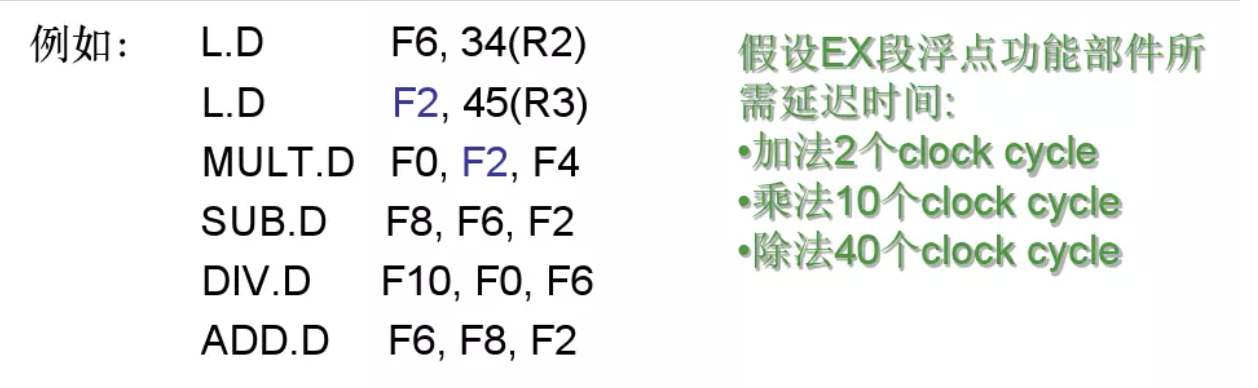 例如： L.D F6, 34(R2)
L.D F2, 45(R3)
MULT.D F0, F2, F4
SUB.D F8, F6, F2
DIV.D F10, F0, F6
ADD.D F6, F8, F2
假设EX段浮点功能部件所
需延迟时间:
•加法2个clock cycle
•乘法10个clock cycle
•除法40个clock cycle